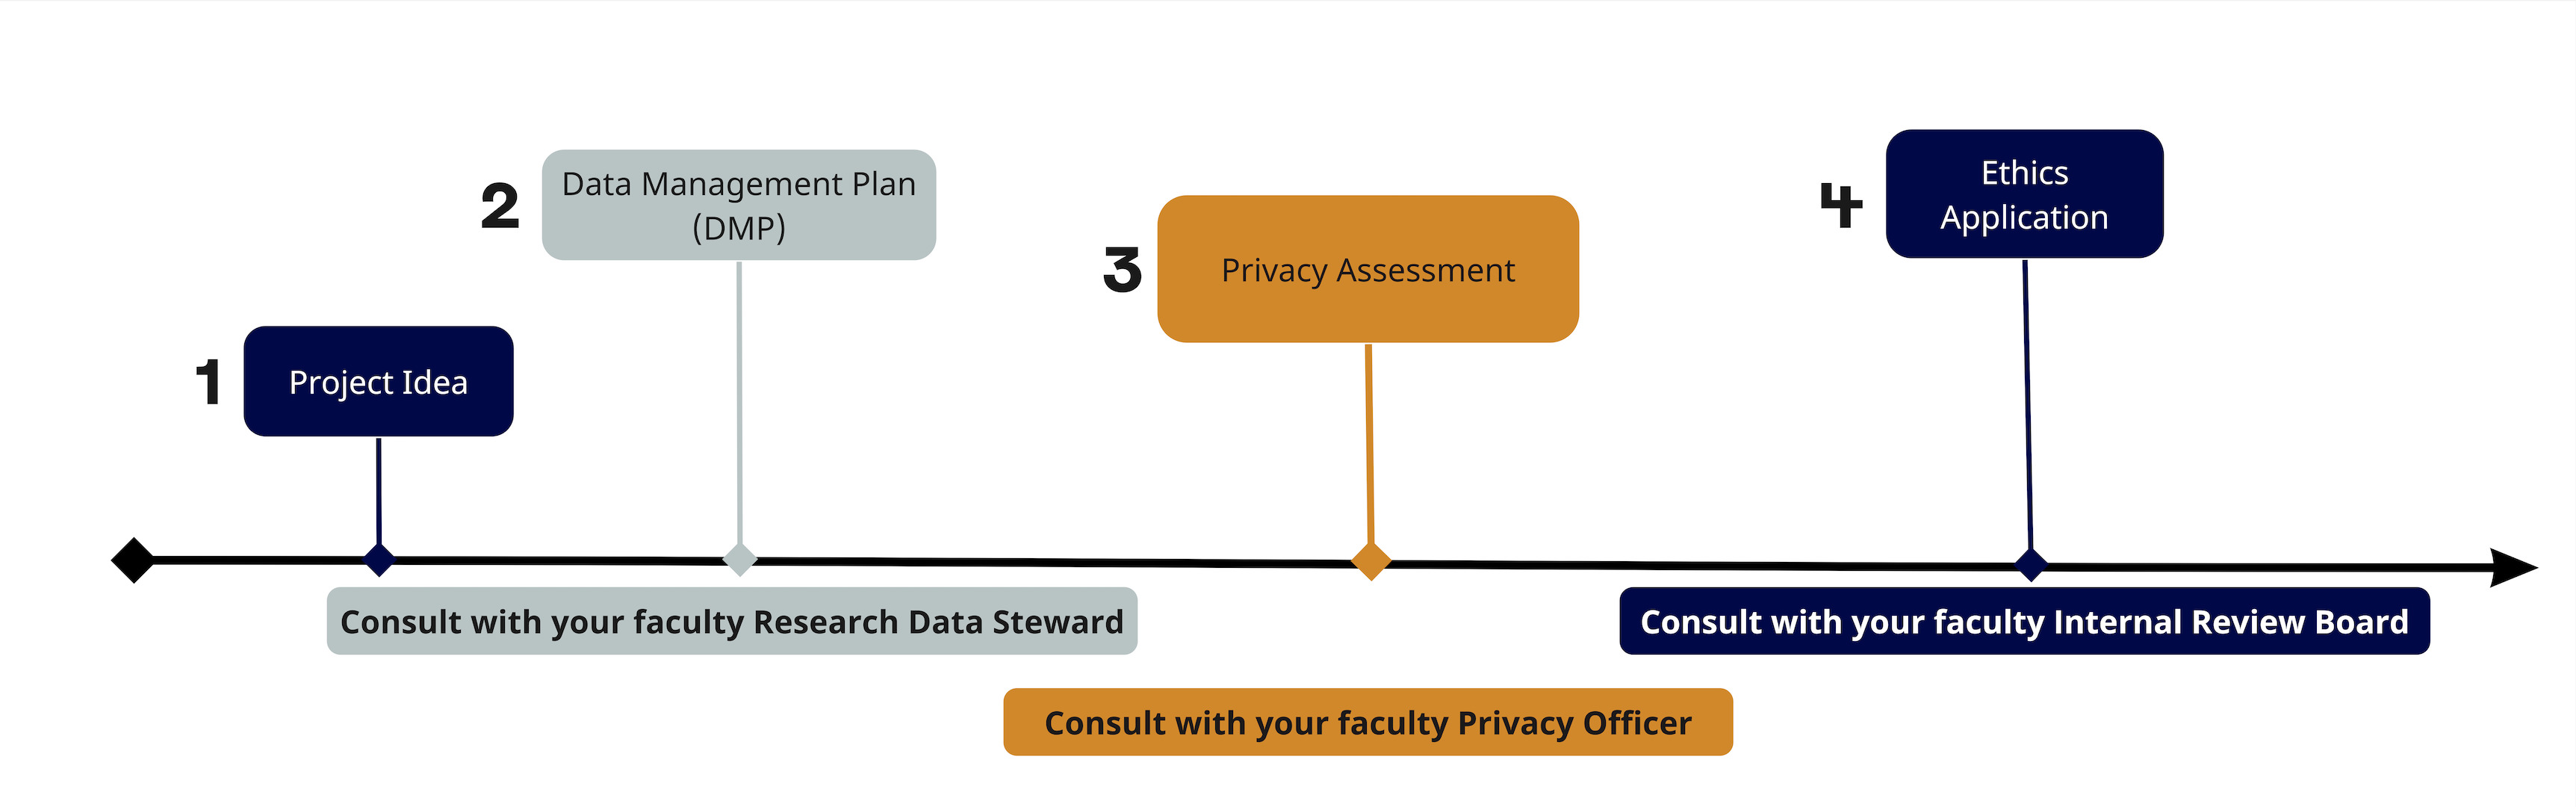 1
Project Idea
2
Data Management Plan
(DMP)
3
Privacy Assessment
4
Ethics
Application
Consult with your faculty Research Data Steward
Consult with your faculty Privacy Officer
Consult with your faculty Internal Review Board